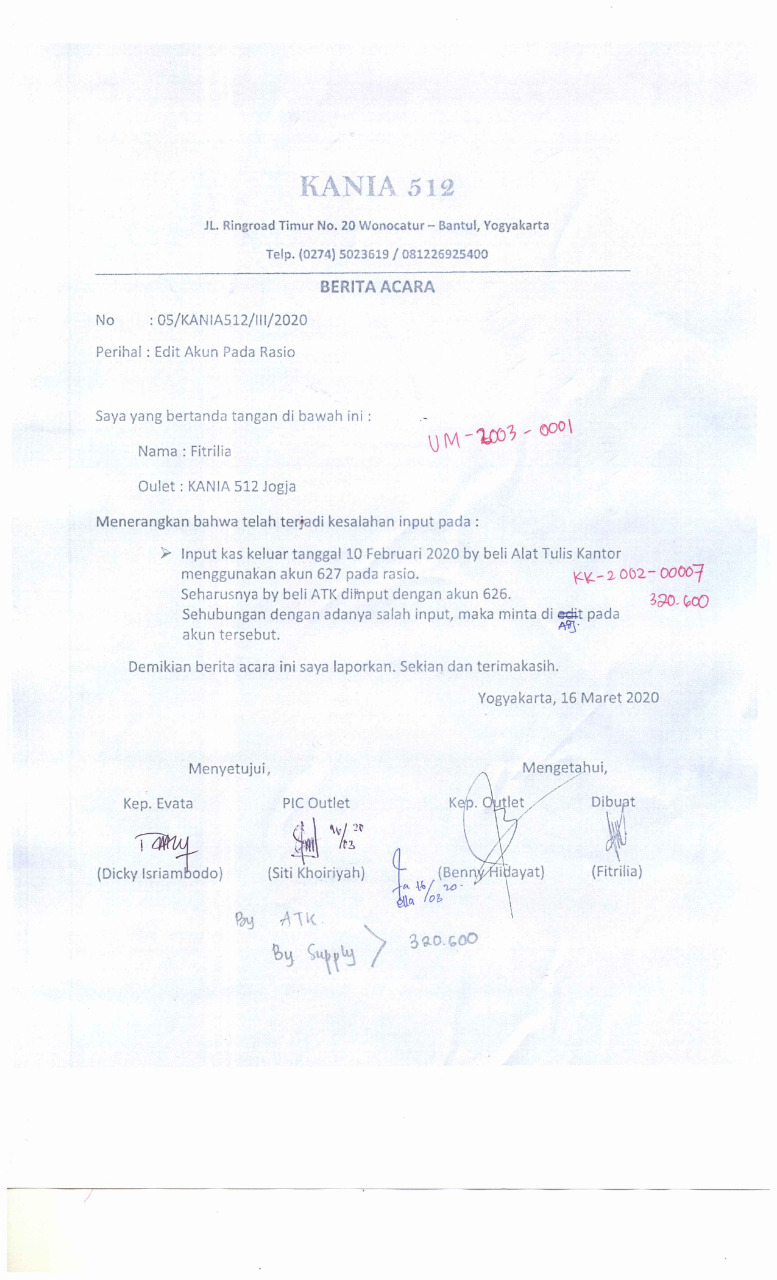 KANIA 512
JL. Ringroad Timur No. 20 Wonocatur – Bantul, Yogyakarta
Telp. (0274) 5023619 / 081226925400
BERITA ACARA
No : 05/KANIA512/III/2020
Perihal : Edit Akun Pada Rasio
Saya yang bertanda tangan di bawah ini :
UM-2003-0001
Nama : Fitrilia
Oulet : KANIA 512 Jogja
Menerangkan bahwa telah terjadi kesalahan input pada :
➢ Input kas keluar tanggal 10 Februari 2020 by beli Alat Tulis Kantor
menggunakan akun 627 pada rasio.
KK-2002-00007
Seharusnya by beli ATK diinput dengan akun 626.
320.600
Sehubungan dengan adanya salah input, maka minta di edit pada
Adj.
akun tersebut.
Demikian berita acara ini saya laporkan. Sekian dan terimakasih.
Yogyakarta, 16 Maret 2020
Menyetujui, Mengetahui,
Kep. Evata PIC Outlet Kep. Outlet Dibuat
(Dicky Isriambodo) (Siti Khoiriyah) (Benny Hidayat) (Fitrilia)
16/03 20
By ATK
By Supply > 320.600